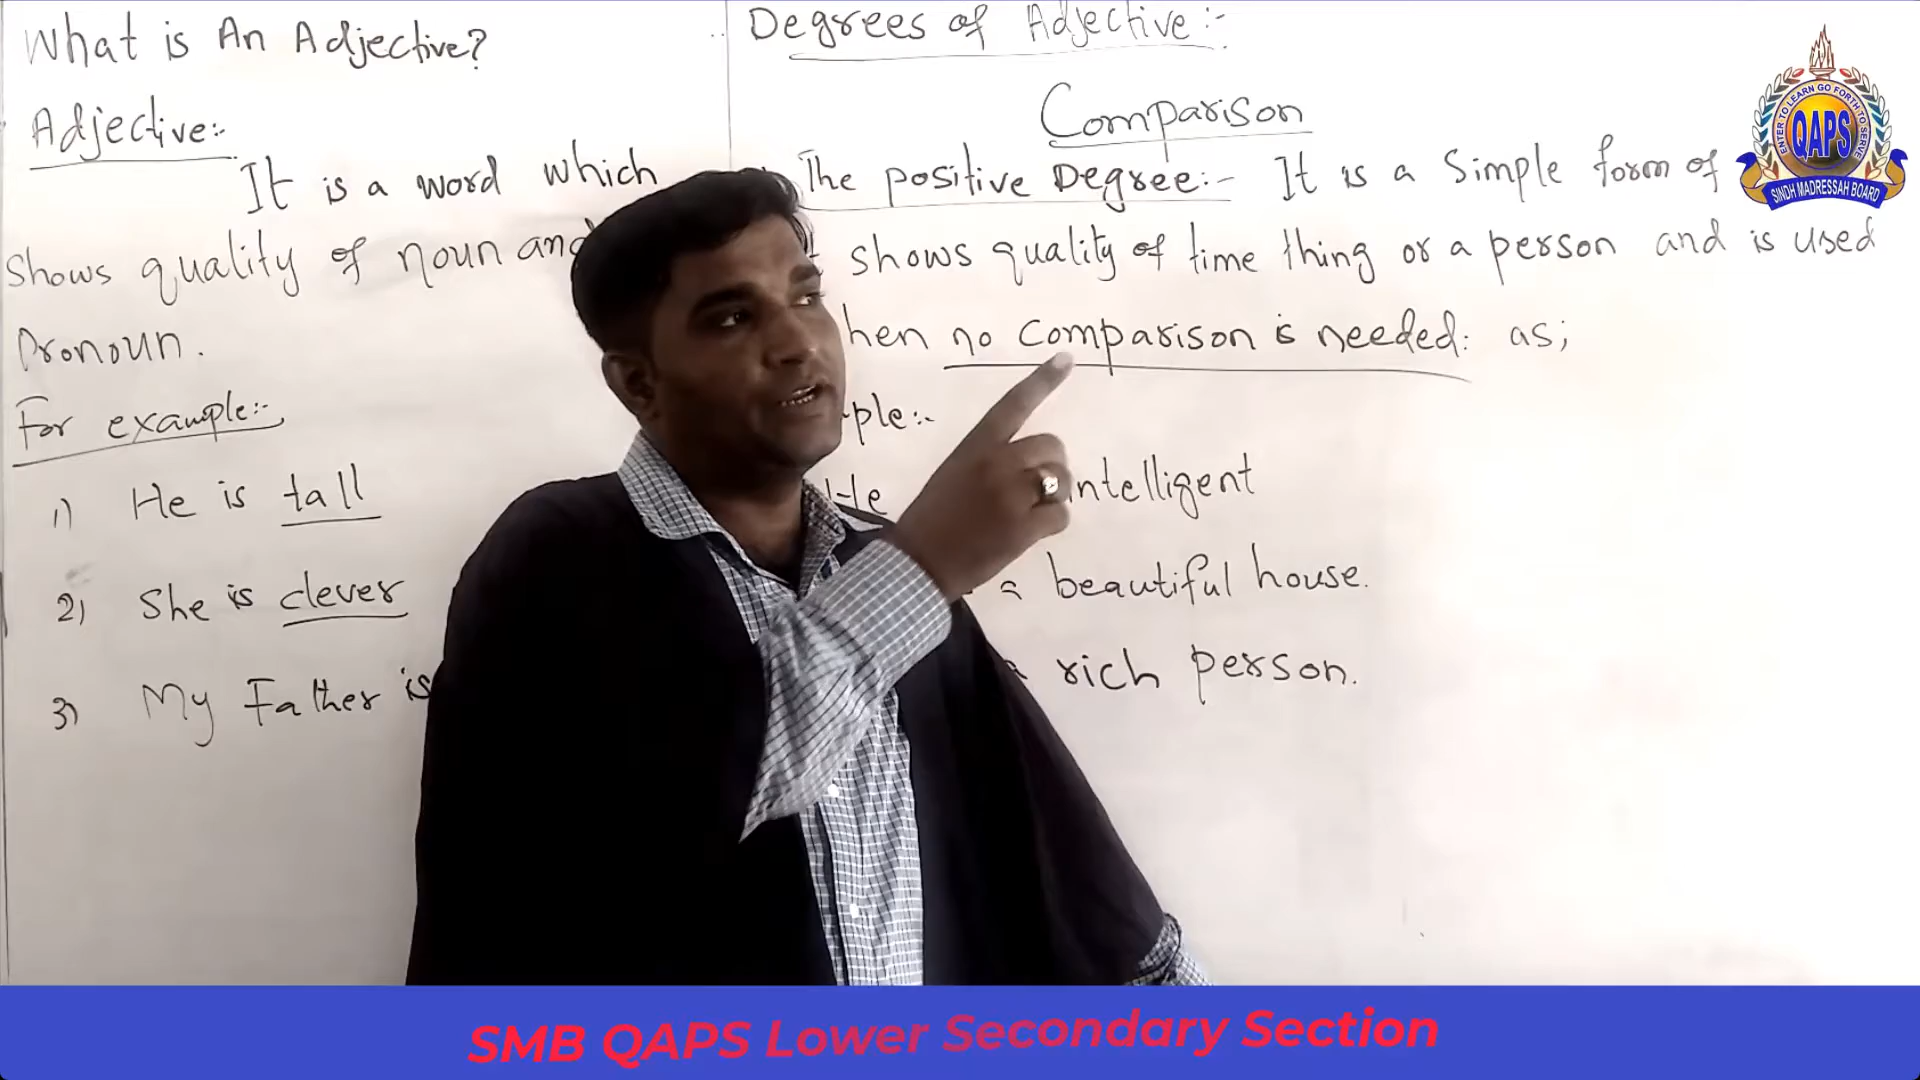 What is An Adjective?
Adjective:-
It is a word which
shows quality of noun and
Pronoun.
For example:-
1) He is tall
2) She is clever
3) My Father is
Degrees of Adjective:-
Comparison
The positive Degree:- It is a Simple form of
shows quality of time thing or a person and is used
hen no comparison is needed: as;
ple:-
He intelligent
a beautiful house.
a rich person.
ENTER TO LEARN GO FORTH TO SERVE
QAPS
SINDH MADRESSAH BOARD
SMB QAPS Lower Secondary Section